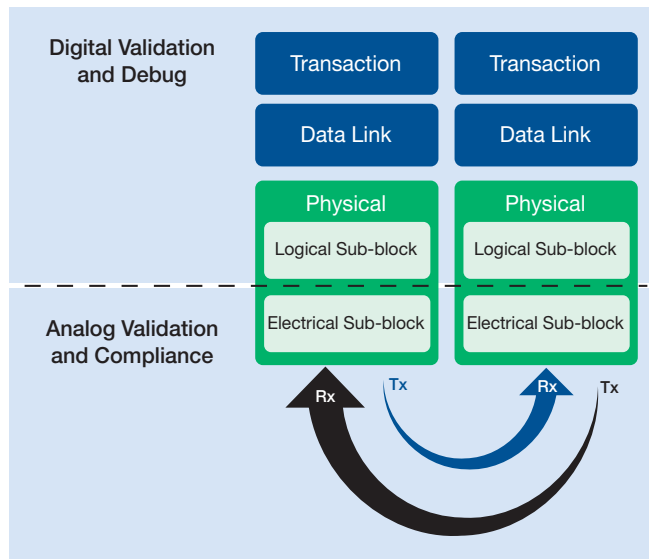 Digital Validation
and Debug
Transaction
Transaction
Data Link
Data Link
Physical
Physical
Logical Sub-block
Logical Sub-block
Analog Validation
and Compliance
Electrical Sub-block
Electrical Sub-block
Rx
Tx
Rx
Tx